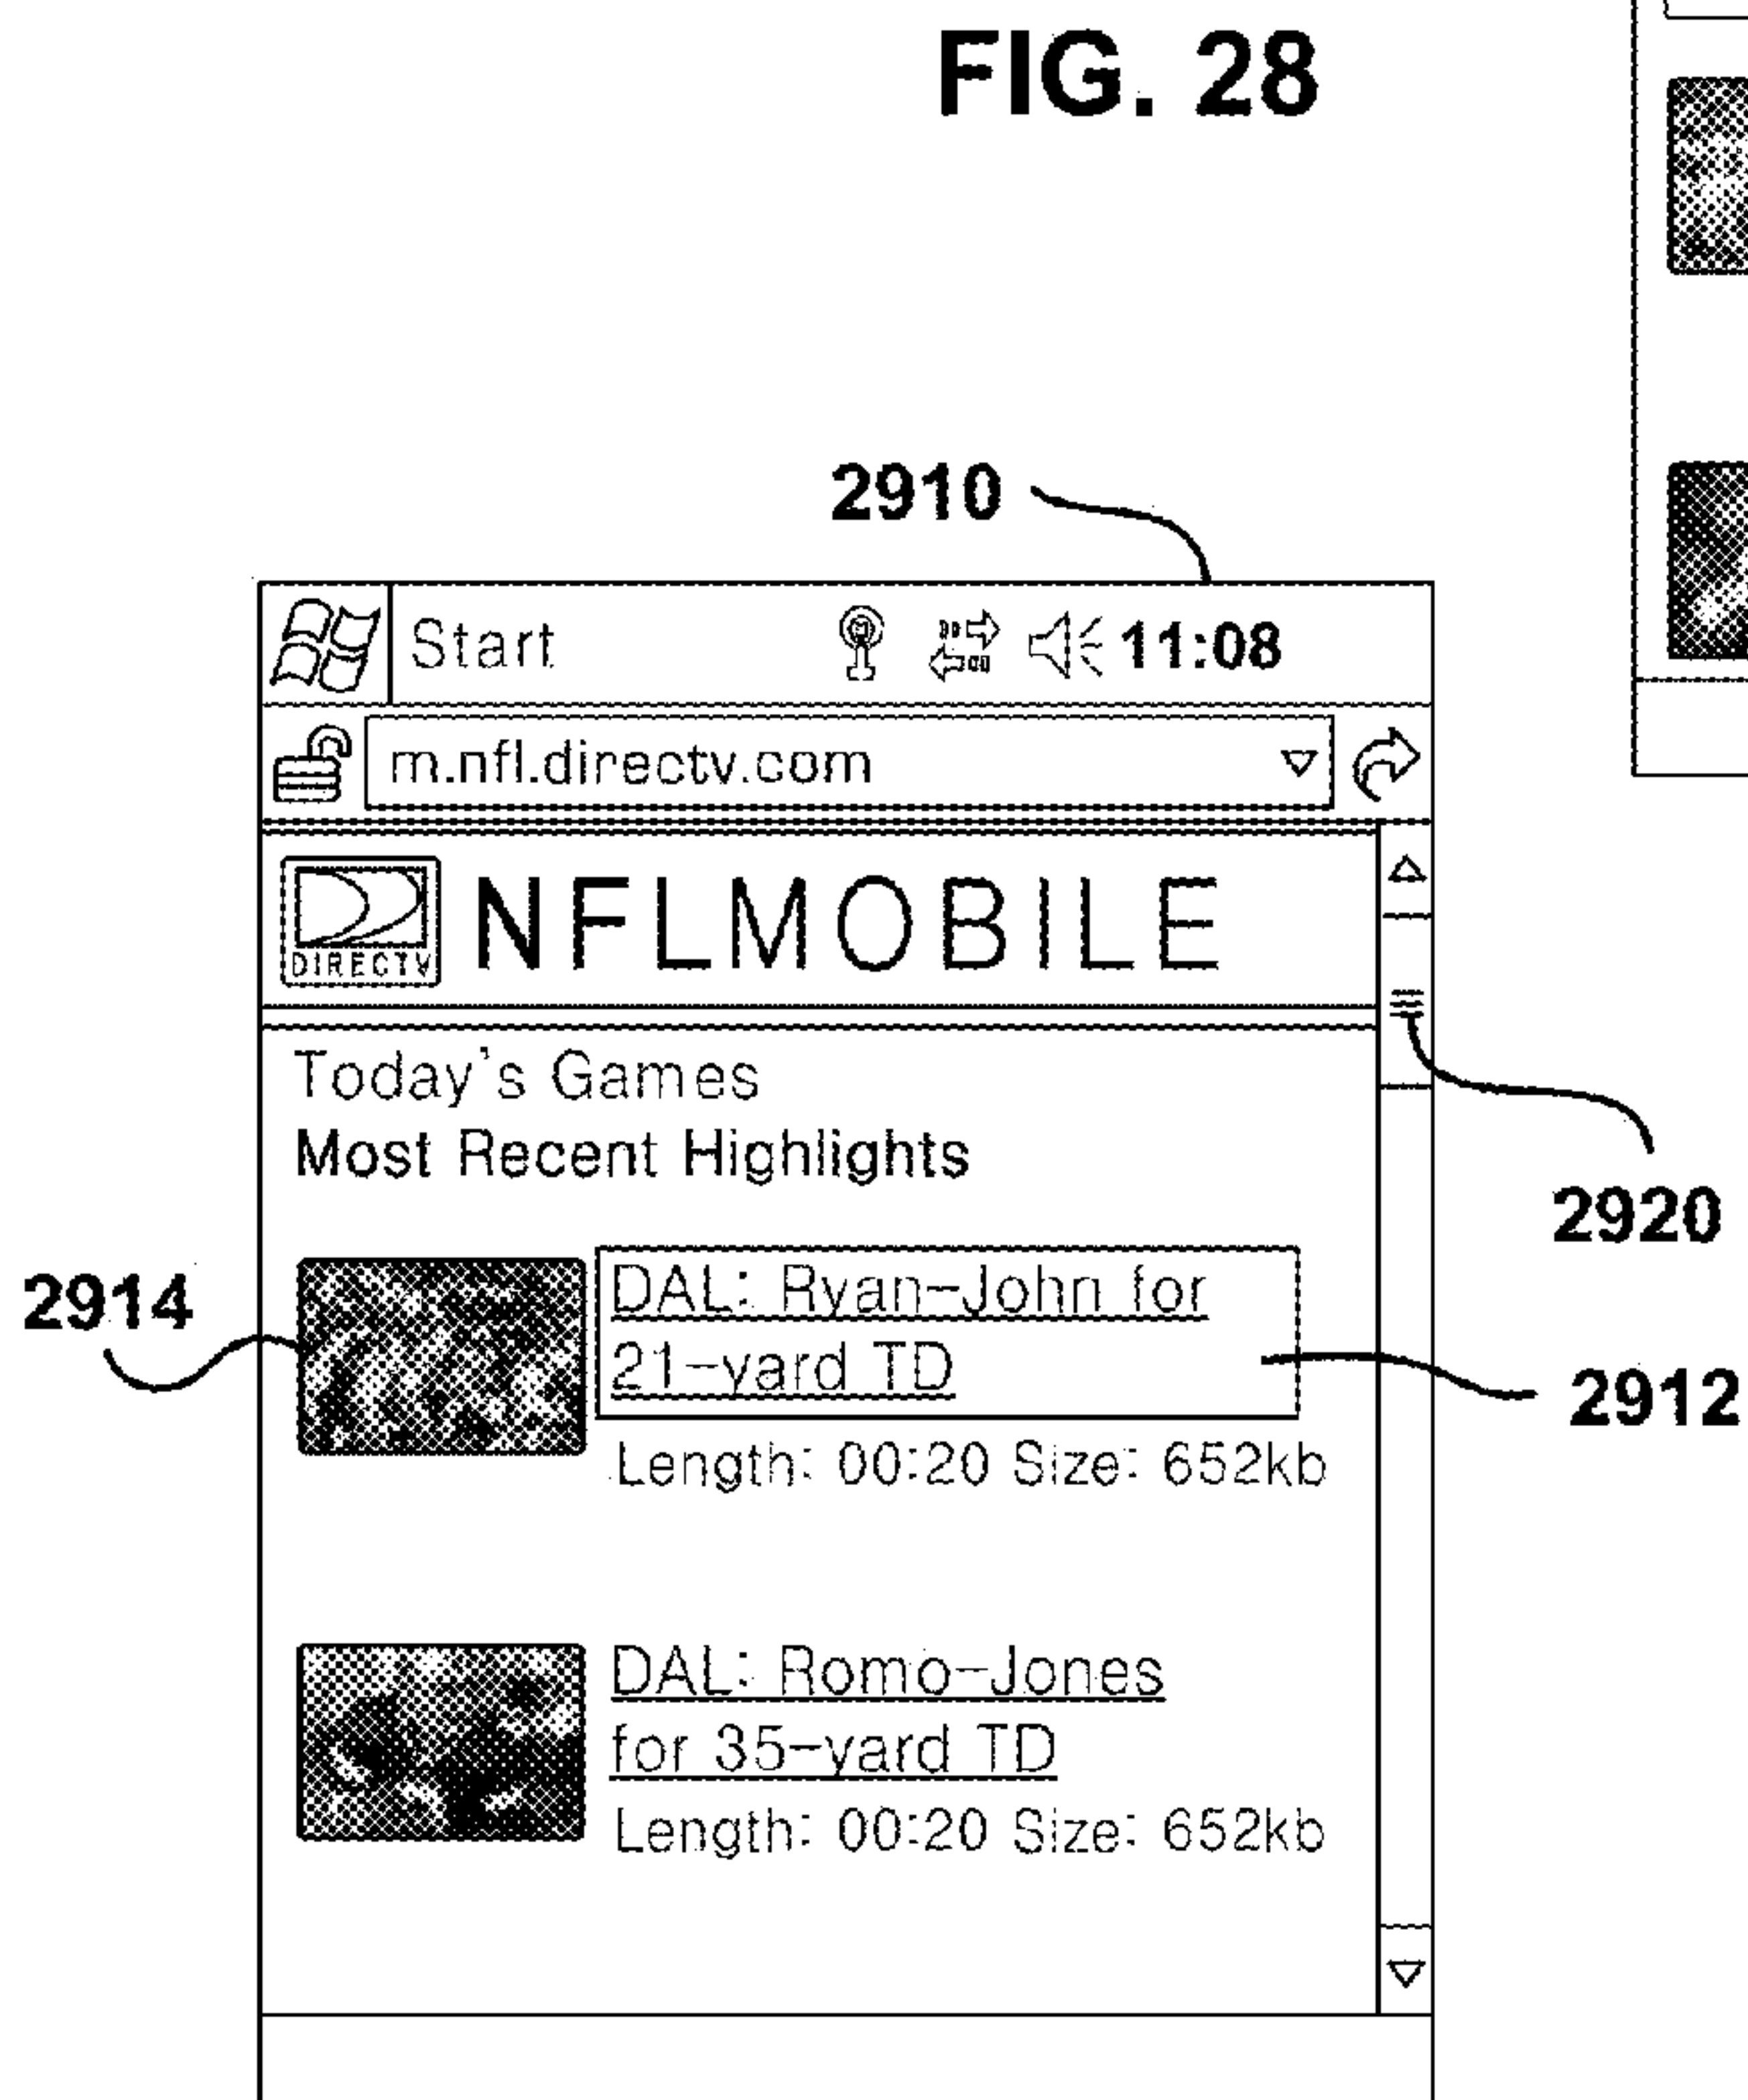 FIG. 28
2910
Start 11:08
m.nfl.directv.com
DIRECTV NFLMOBILE
Today's Games
Most Recent Highlights
2920
2914
DAL: Ryan-John for
21-yard TD
2912
Length: 00:20 Size: 652kb
DAL: Romo-Jones
for 35-yard TD
Length: 00:20 Size: 652kb